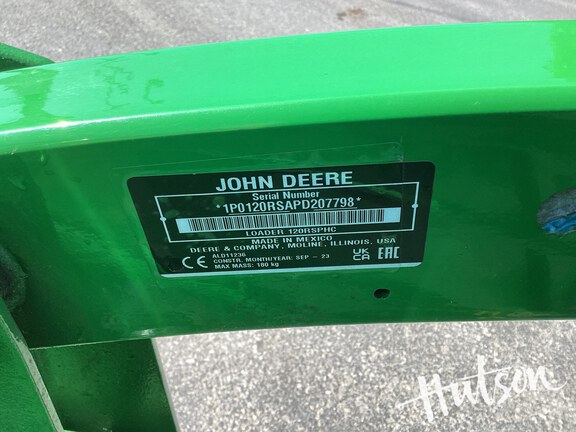 JOHN DEERE
Serial Number
*1P0120RSAPD207798*
LOADER 120RSPHC
MADE IN MEXICO
DEERE & COMPANY, MOLINE, ILLINOIS, USA
CE ALO11236 UK CA EAC
CONSTR. MONTH/YEAR: SEP - 23
MAX MASS: 180 kg
Hutson